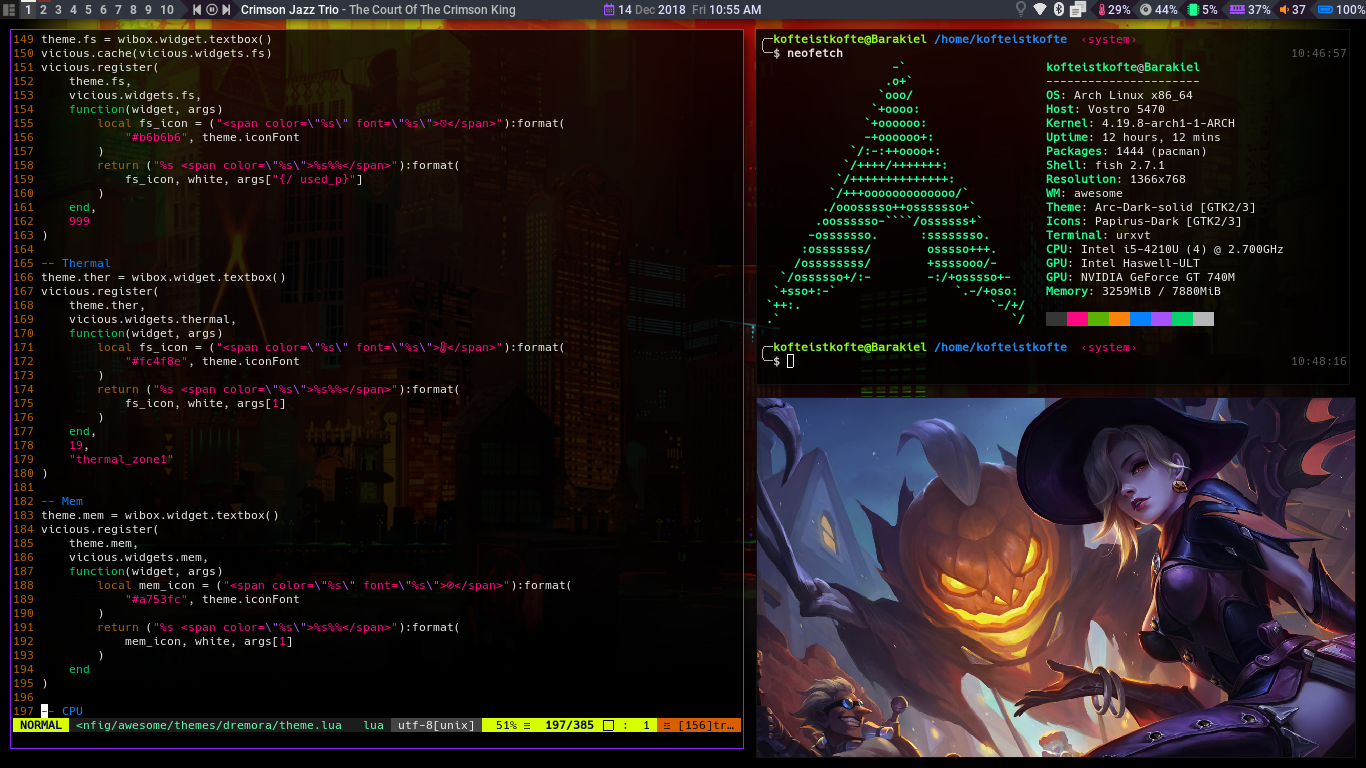 1 2 3 4 5 6 7 8 9 10 Crimson Jazz Trio - The Court Of The Crimson King 14 Dec 2018 Fri 10:55 AM 29% 44% 5% 37% 37 100%
149 theme.fs = wibox.widget.textbox()
150 vicious.cache(vicious.widgets.fs)
151 vicious.register(
152     theme.fs,
153     vicious.widgets.fs,
154     function(widget, args)
155         local fs_icon = ("<span color=\"%s\" font=\"%s\"></span>"):format(
156             "#b6b6b6", theme.iconFont
157         )
158         return ("%s <span color=\"%s\">%s%%</span>"):format(
159             fs_icon, white, args["{/ used_p}"]
160         )
161     end,
162     999
163 )
164
165 -- Thermal
166 theme.ther = wibox.widget.textbox()
167 vicious.register(
168     theme.ther,
169     vicious.widgets.thermal,
170     function(widget, args)
171         local fs_icon = ("<span color=\"%s\" font=\"%s\"></span>"):format(
172             "#fc4f8e", theme.iconFont
173         )
174         return ("%s <span color=\"%s\">%s%%</span>"):format(
175             fs_icon, white, args[1]
176         )
177     end,
178     19,
179     "thermal_zone1"
180 )
181
182 -- Mem
183 theme.mem = wibox.widget.textbox()
184 vicious.register(
185     theme.mem,
186     vicious.widgets.mem,
187     function(widget, args)
188         local mem_icon = ("<span color=\"%s\" font=\"%s\"></span>"):format(
189             "#a753fc", theme.iconFont
190         )
191         return ("%s <span color=\"%s\">%s%%</span>"):format(
192             mem_icon, white, args[1]
193         )
194     end
195 )
196
197 -- CPU
NORMAL <nfig/awesome/themes/dremora/theme.lua lua utf-8[unix] 51% ≡ 197/385 : 1 ☲ [156]tr…
kofteistkofte@Barakiel /home/kofteistkofte ‹system›
$ neofetch 10:46:57
kofteistkofte@Barakiel
----------------------
OS: Arch Linux x86_64
Host: Vostro 5470
Kernel: 4.19.8-arch1-1-ARCH
Uptime: 12 hours, 12 mins
Packages: 1444 (pacman)
Shell: fish 2.7.1
Resolution: 1366x768
WM: awesome
Theme: Arc-Dark-solid [GTK2/3]
Icons: Papirus-Dark [GTK2/3]
Terminal: urxvt
CPU: Intel i5-4210U (4) @ 2.700GHz
GPU: Intel Haswell-ULT
GPU: NVIDIA GeForce GT 740M
Memory: 3259MiB / 7880MiB
kofteistkofte@Barakiel /home/kofteistkofte ‹system›
$ 10:48:16